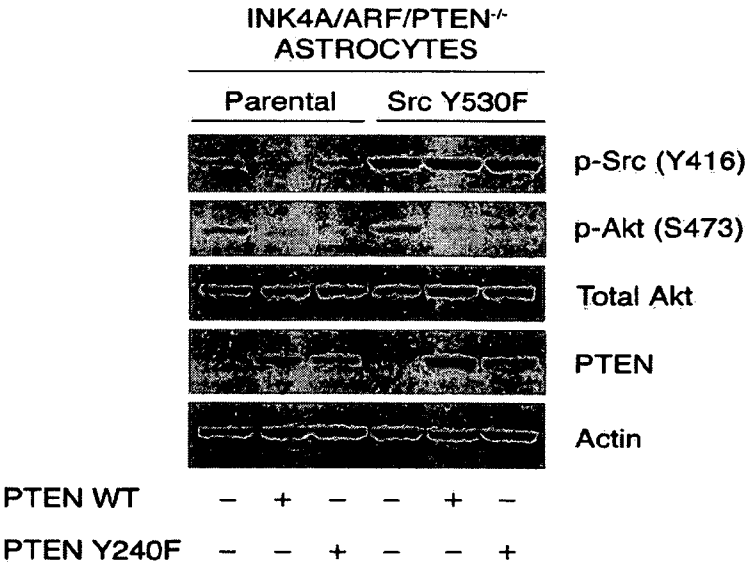 INK4A/ARF/PTEN-/-
ASTROCYTES
Parental Src Y530F
p-Src (Y416)
p-Akt (S473)
Total Akt
PTEN
Actin
PTEN WT − + − − + −
PTEN Y240F − − + − − +